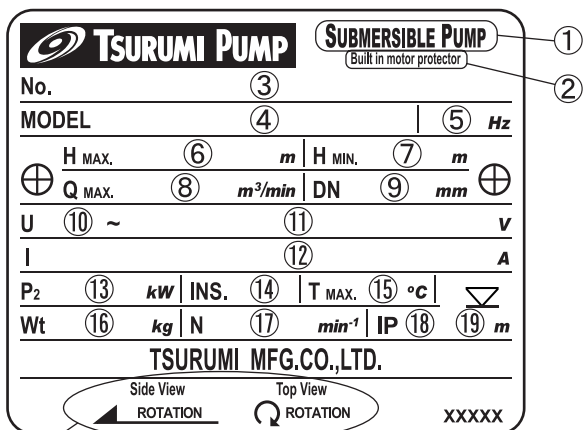 TSURUMI PUMP SUBMERSIBLE PUMP ①
Built in motor protector ②
No. ③
MODEL ④ ⑤ Hz
H MAX. ⑥ m H MIN. ⑦ m
Q MAX. ⑧ m³/min DN ⑨ mm
U ⑩ ~ ⑪ V
I ⑫ A
P₂ ⑬ kW INS. ⑭ T MAX. ⑮ °C
Wt ⑯ kg N ⑰ min⁻¹ IP ⑱ ⑲ m
TSURUMI MFG.CO.,LTD.
Side View Top View
ROTATION ROTATION XXXXX